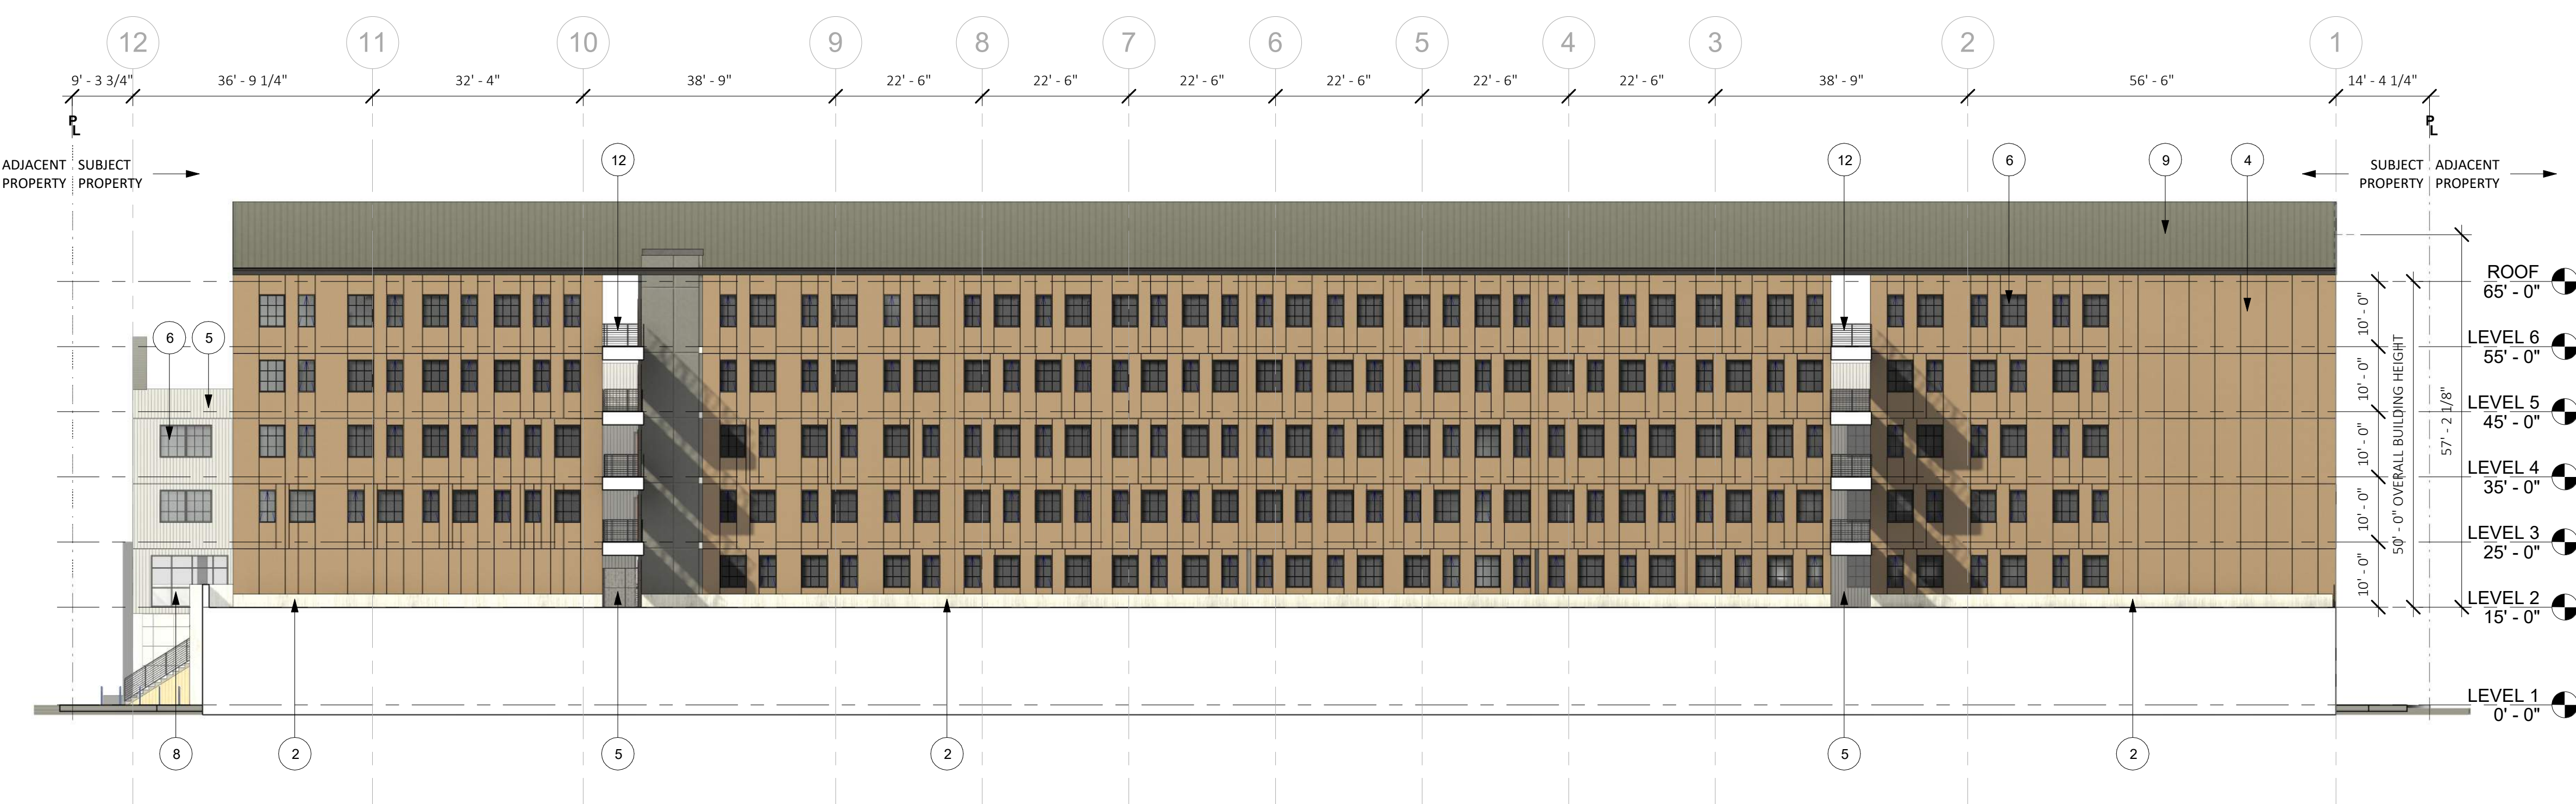 12 11 10 9 8 7 6 5 4 3 2 1
9' - 3 3/4" 36' - 9 1/4" 32' - 4" 38' - 9" 22' - 6" 22' - 6" 22' - 6" 22' - 6" 22' - 6" 22' - 6" 38' - 9" 56' - 6" 14' - 4 1/4"
PL PL
12 12 6 9 4
ADJACENT SUBJECT SUBJECT ADJACENT
PROPERTY PROPERTY PROPERTY PROPERTY
ROOF
65' - 0"
10' - 0"
6 5
LEVEL 6
55' - 0"
10' - 0"
LEVEL 5
45' - 0"
10' - 0"
50' - 0" OVERALL BUILDING HEIGHT
57' - 2 1/8"
LEVEL 4
35' - 0"
10' - 0"
LEVEL 3
25' - 0"
10' - 0"
LEVEL 2
15' - 0"
LEVEL 1
0' - 0"
8 2 5 2 5 2